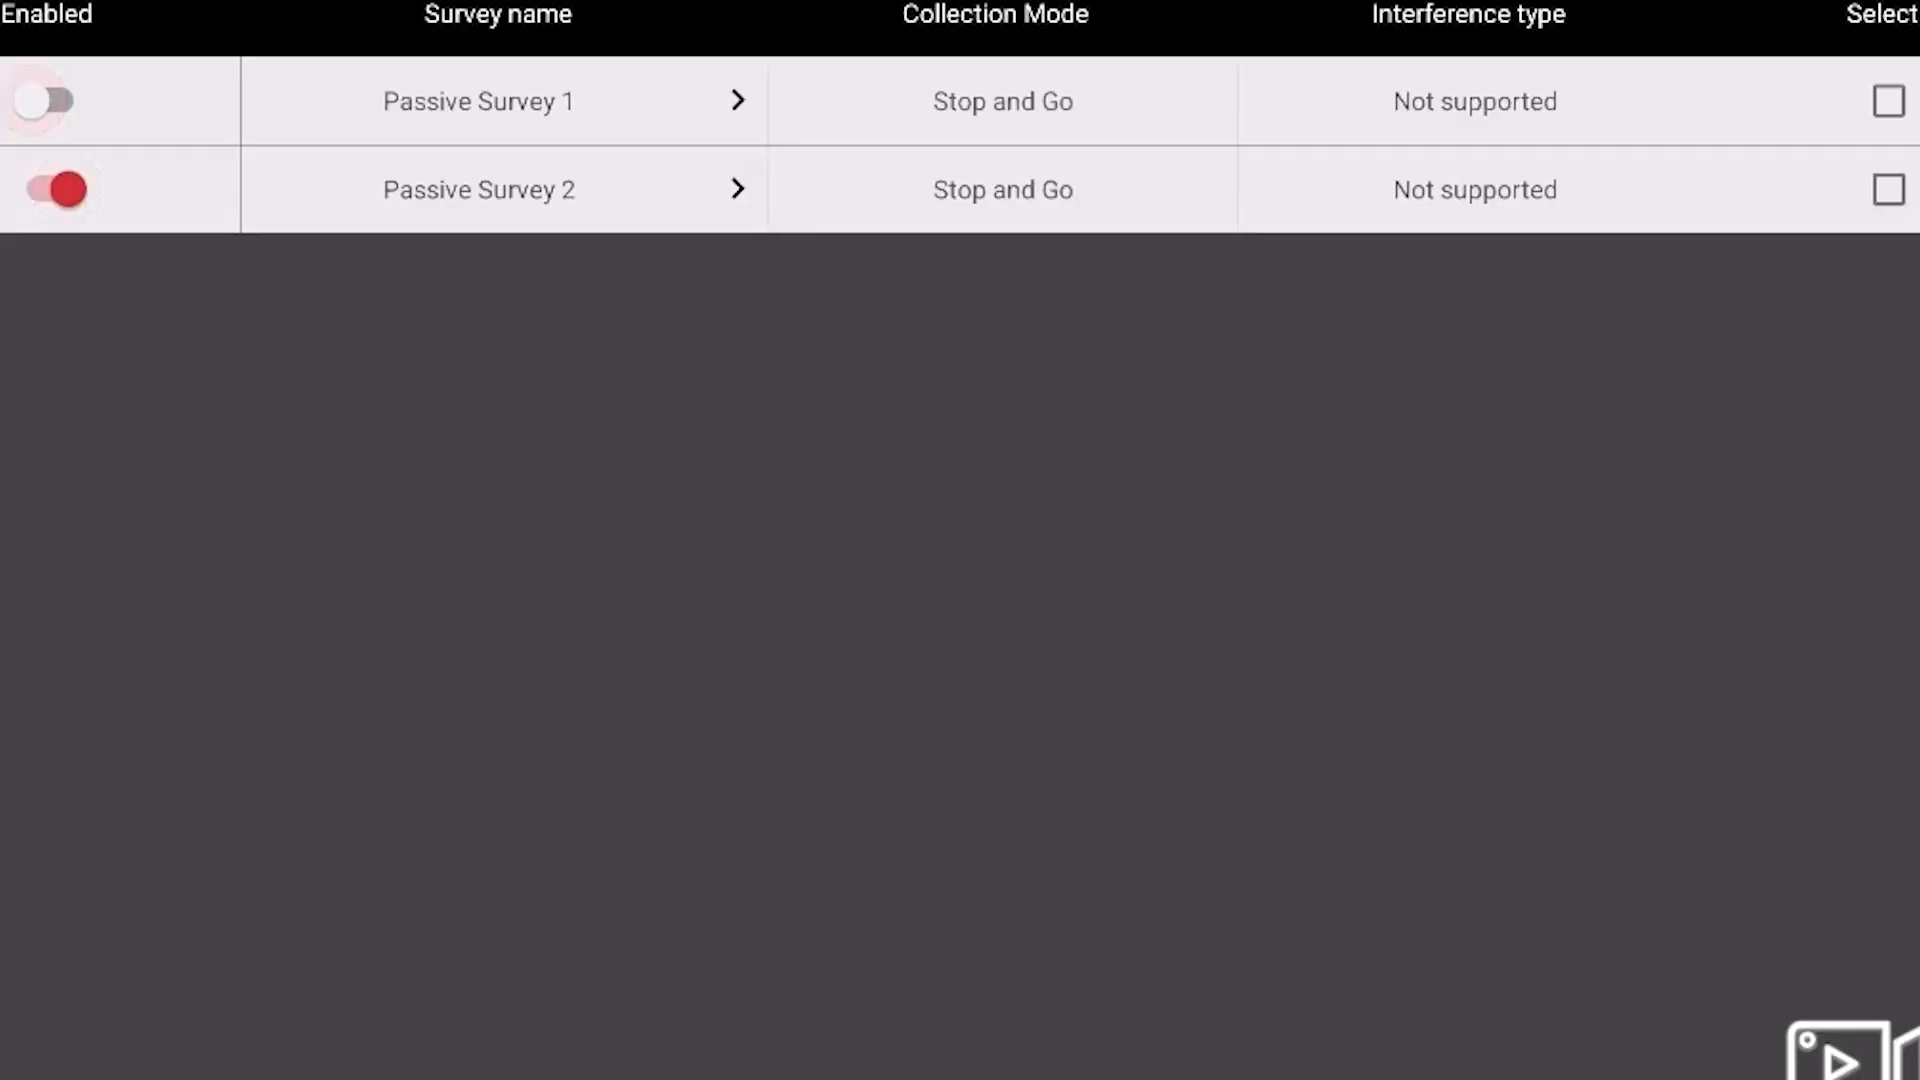 Enabled Survey name Collection Mode Interference type Select
Passive Survey 1 Stop and Go Not supported
Passive Survey 2 Stop and Go Not supported